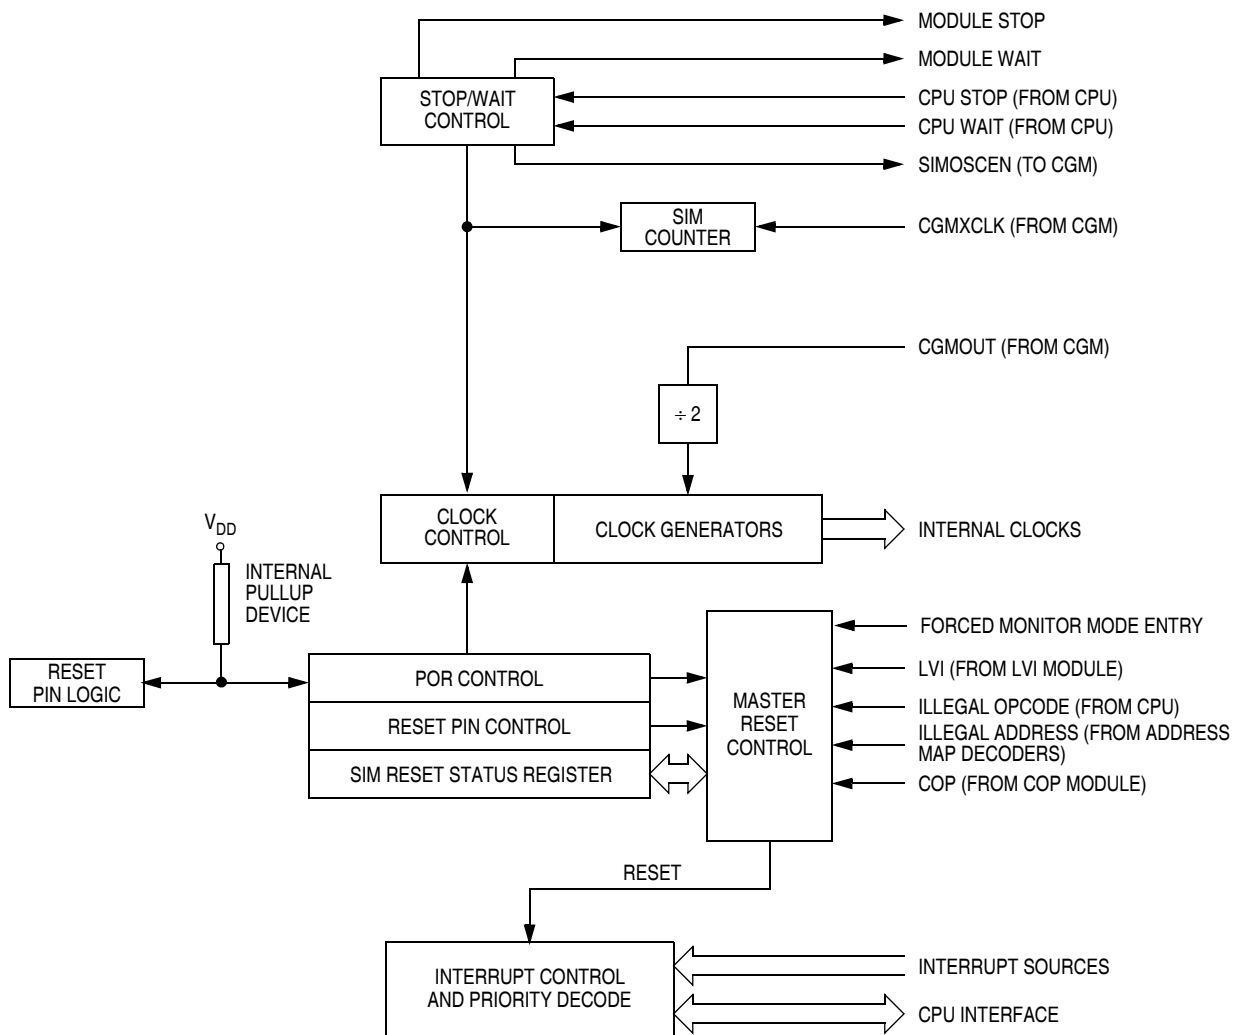 MODULE STOP
MODULE WAIT
STOP/WAIT
CONTROL
CPU STOP (FROM CPU)
CPU WAIT (FROM CPU)
SIMOSCEN (TO CGM)
SIM
COUNTER
CGMXCLK (FROM CGM)
CGMOUT (FROM CGM)
÷ 2
CLOCK
CONTROL
CLOCK GENERATORS
INTERNAL CLOCKS
VDD
INTERNAL
PULLUP
DEVICE
RESET
PIN LOGIC
POR CONTROL
RESET PIN CONTROL
SIM RESET STATUS REGISTER
MASTER
RESET
CONTROL
FORCED MONITOR MODE ENTRY
LVI (FROM LVI MODULE)
ILLEGAL OPCODE (FROM CPU)
ILLEGAL ADDRESS (FROM ADDRESS
MAP DECODERS)
COP (FROM COP MODULE)
RESET
INTERRUPT CONTROL
AND PRIORITY DECODE
INTERRUPT SOURCES
CPU INTERFACE